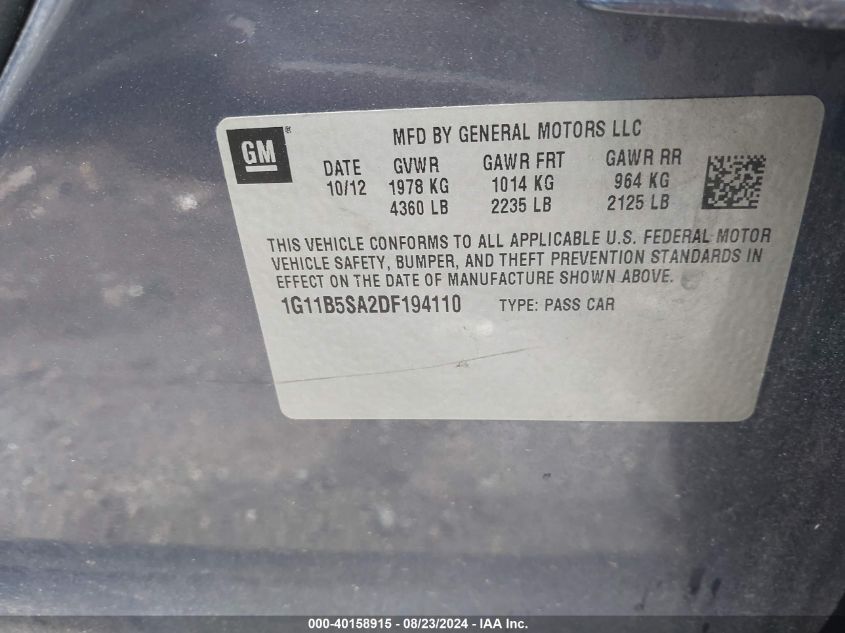 GM ®
MFD BY GENERAL MOTORS LLC
DATE GVWR GAWR FRT GAWR RR
10/12 1978 KG 1014 KG 964 KG
4360 LB 2235 LB 2125 LB
THIS VEHICLE CONFORMS TO ALL APPLICABLE U.S. FEDERAL MOTOR
VEHICLE SAFETY, BUMPER, AND THEFT PREVENTION STANDARDS IN
EFFECT ON THE DATE OF MANUFACTURE SHOWN ABOVE.
1G11B5SA2DF194110 TYPE: PASS CAR
000-40158915 - 08/23/2024 - IAA Inc.